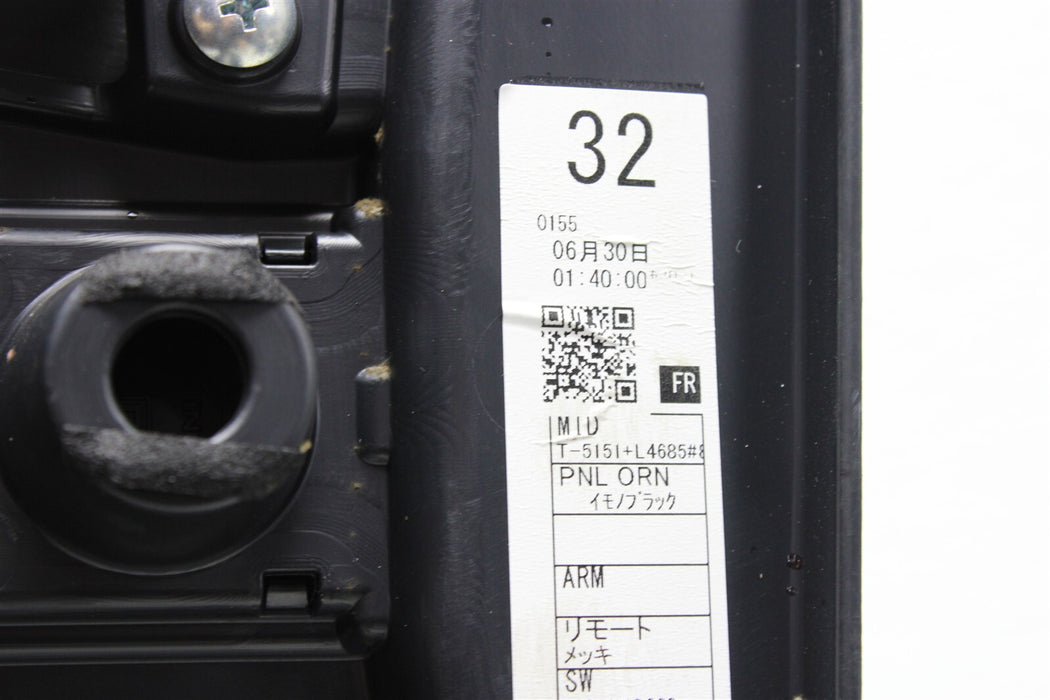 32
0155
06月30日
01:40:00
FR
MID
T-5151+L4685#8
PNL ORN
イモノブラック
ARM
リモート
メッキ
SW